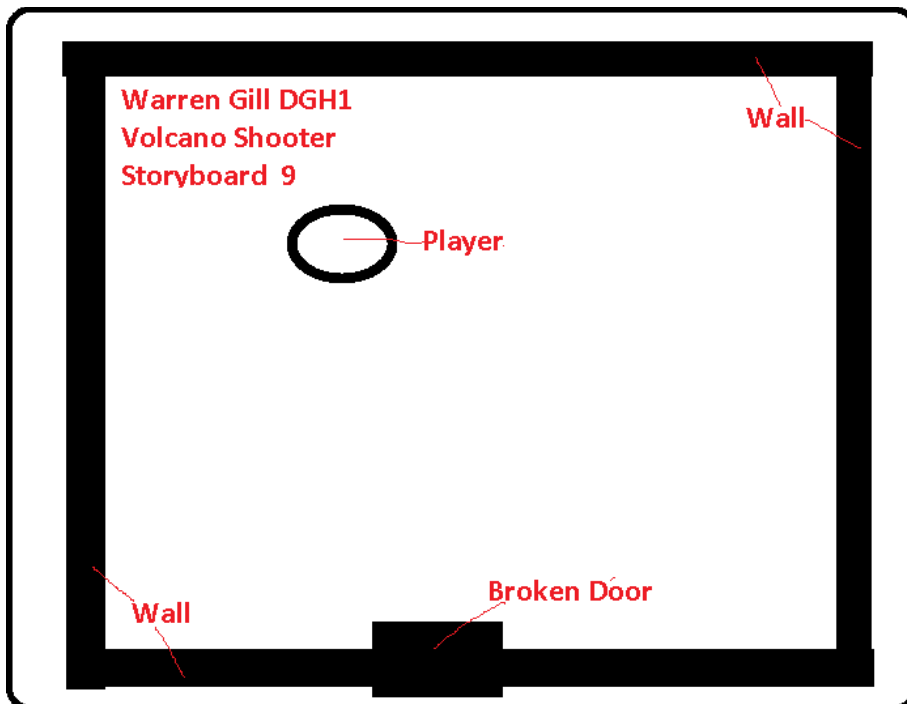 Warren Gill DGH1
Volcano Shooter
Storyboard 9
Wall
Player
Broken Door
Wall